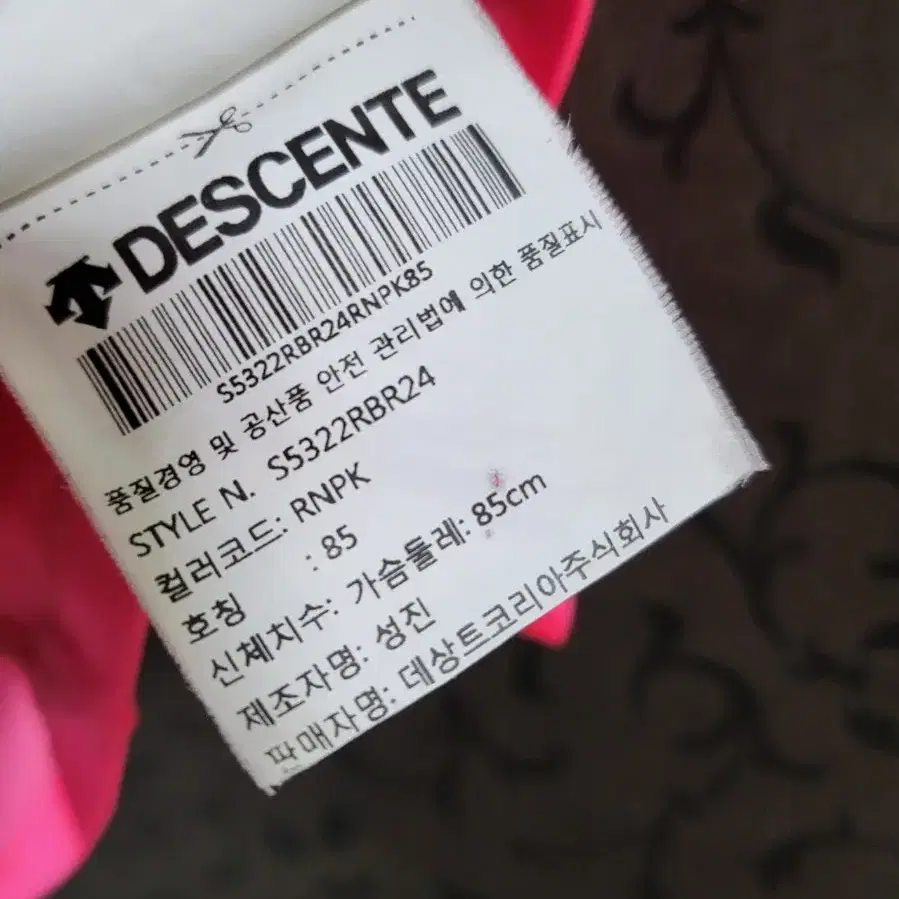 DESCENTE
S5322RBR24RNPK85
품질경영 및 공산품 안전 관리법에 의한 품질표시
STYLE N. S5322RBR24
컬러코드: RNPK
호칭 : 85
신체치수: 가슴둘레: 85cm
제조자명: 성진
판매자명: 데상트코리아주식회사